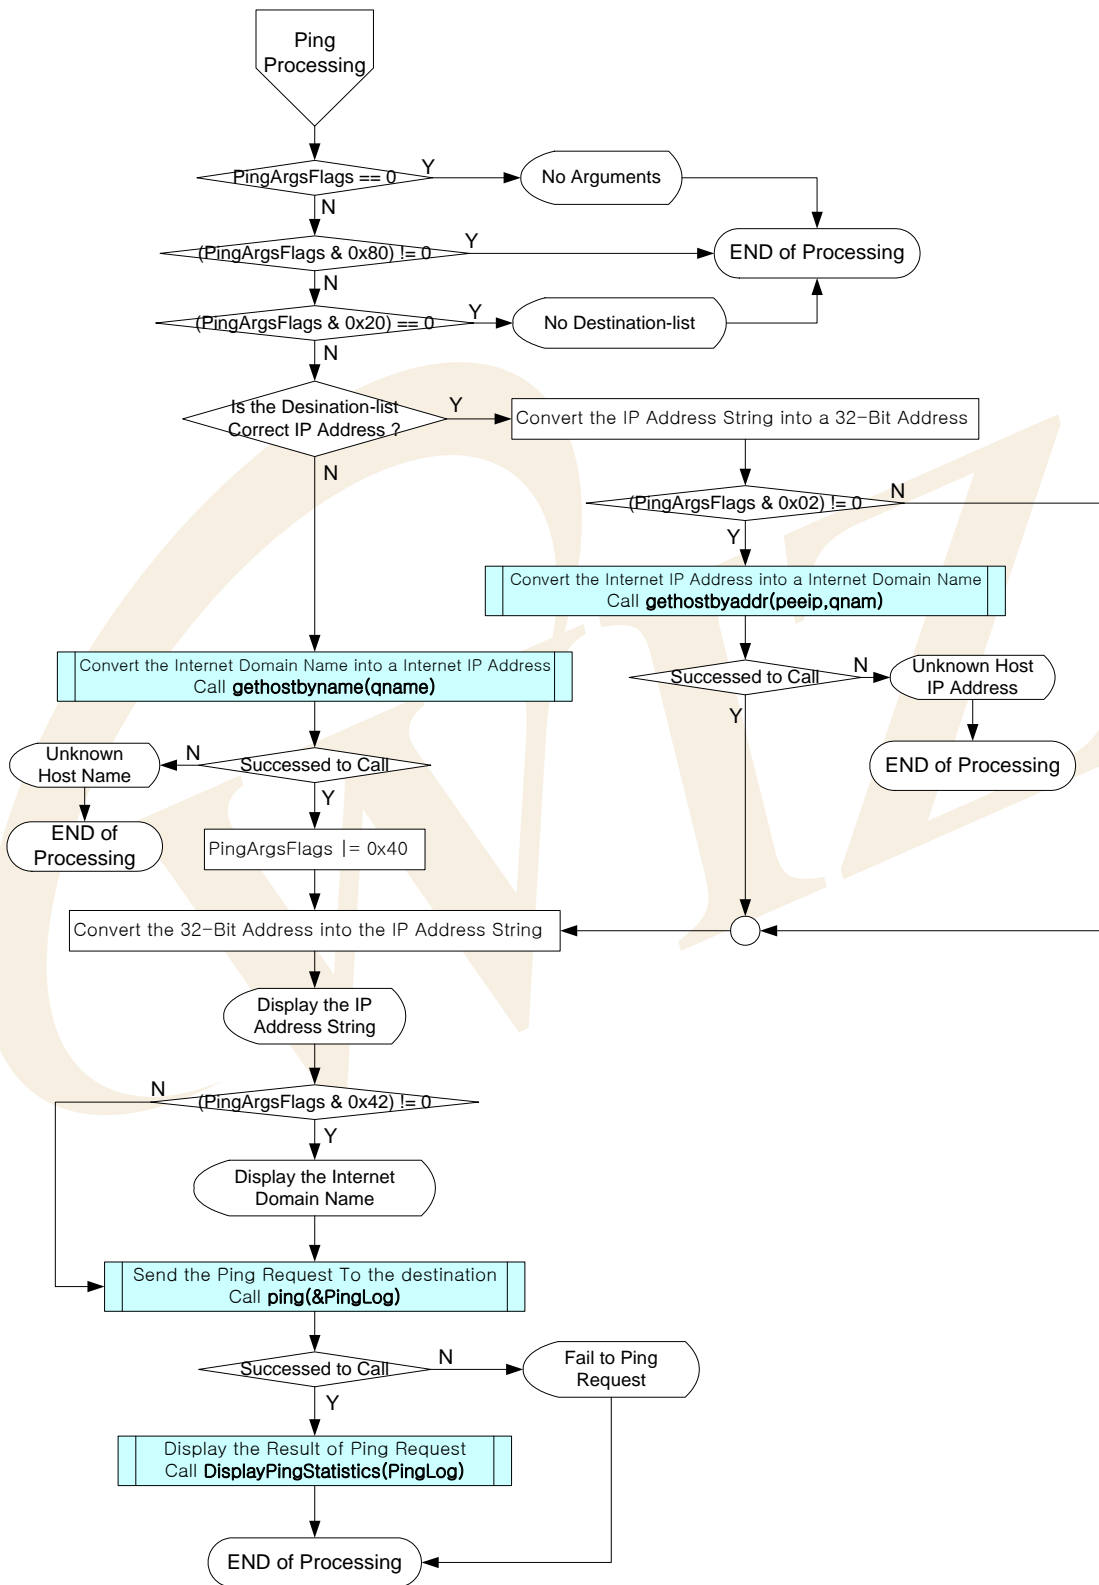 Ping
Processing
PingArgsFlags == 0
Y
No Arguments
N
(PingArgsFlags & 0x80) != 0
Y
END of Processing
N
(PingArgsFlags & 0x20) == 0
Y
No Destination-list
N
Is the Desination-list
Correct IP Address ?
Y
Convert the IP Address String into a 32-Bit Address
N
(PingArgsFlags & 0x02) != 0
N
Y
Convert the Internet IP Address into a Internet Domain Name
Call gethostbyaddr(peeip,qnam)
Convert the Internet Domain Name into a Internet IP Address
Call gethostbyname(qname)
Successed to Call
N
Unknown Host
IP Address
Y
END of Processing
Unknown
Host Name
N
Successed to Call
Y
END of
Processing
PingArgsFlags |= 0x40
Convert the 32-Bit Address into the IP Address String
Display the IP
Address String
N
(PingArgsFlags & 0x42) != 0
Y
Display the Internet
Domain Name
Send the Ping Request To the destination
Call ping(&PingLog)
Successed to Call
N
Fail to Ping
Request
Y
Display the Result of Ping Request
Call DisplayPingStatistics(PingLog)
END of Processing